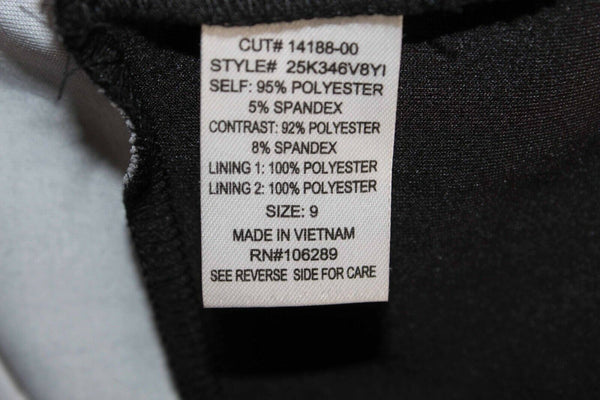 CUT# 14188-00
STYLE# 25K346V8YI
SELF: 95% POLYESTER
5% SPANDEX
CONTRAST: 92% POLYESTER
8% SPANDEX
LINING 1: 100% POLYESTER
LINING 2: 100% POLYESTER
SIZE: 9
MADE IN VIETNAM
RN#106289
SEE REVERSE SIDE FOR CARE